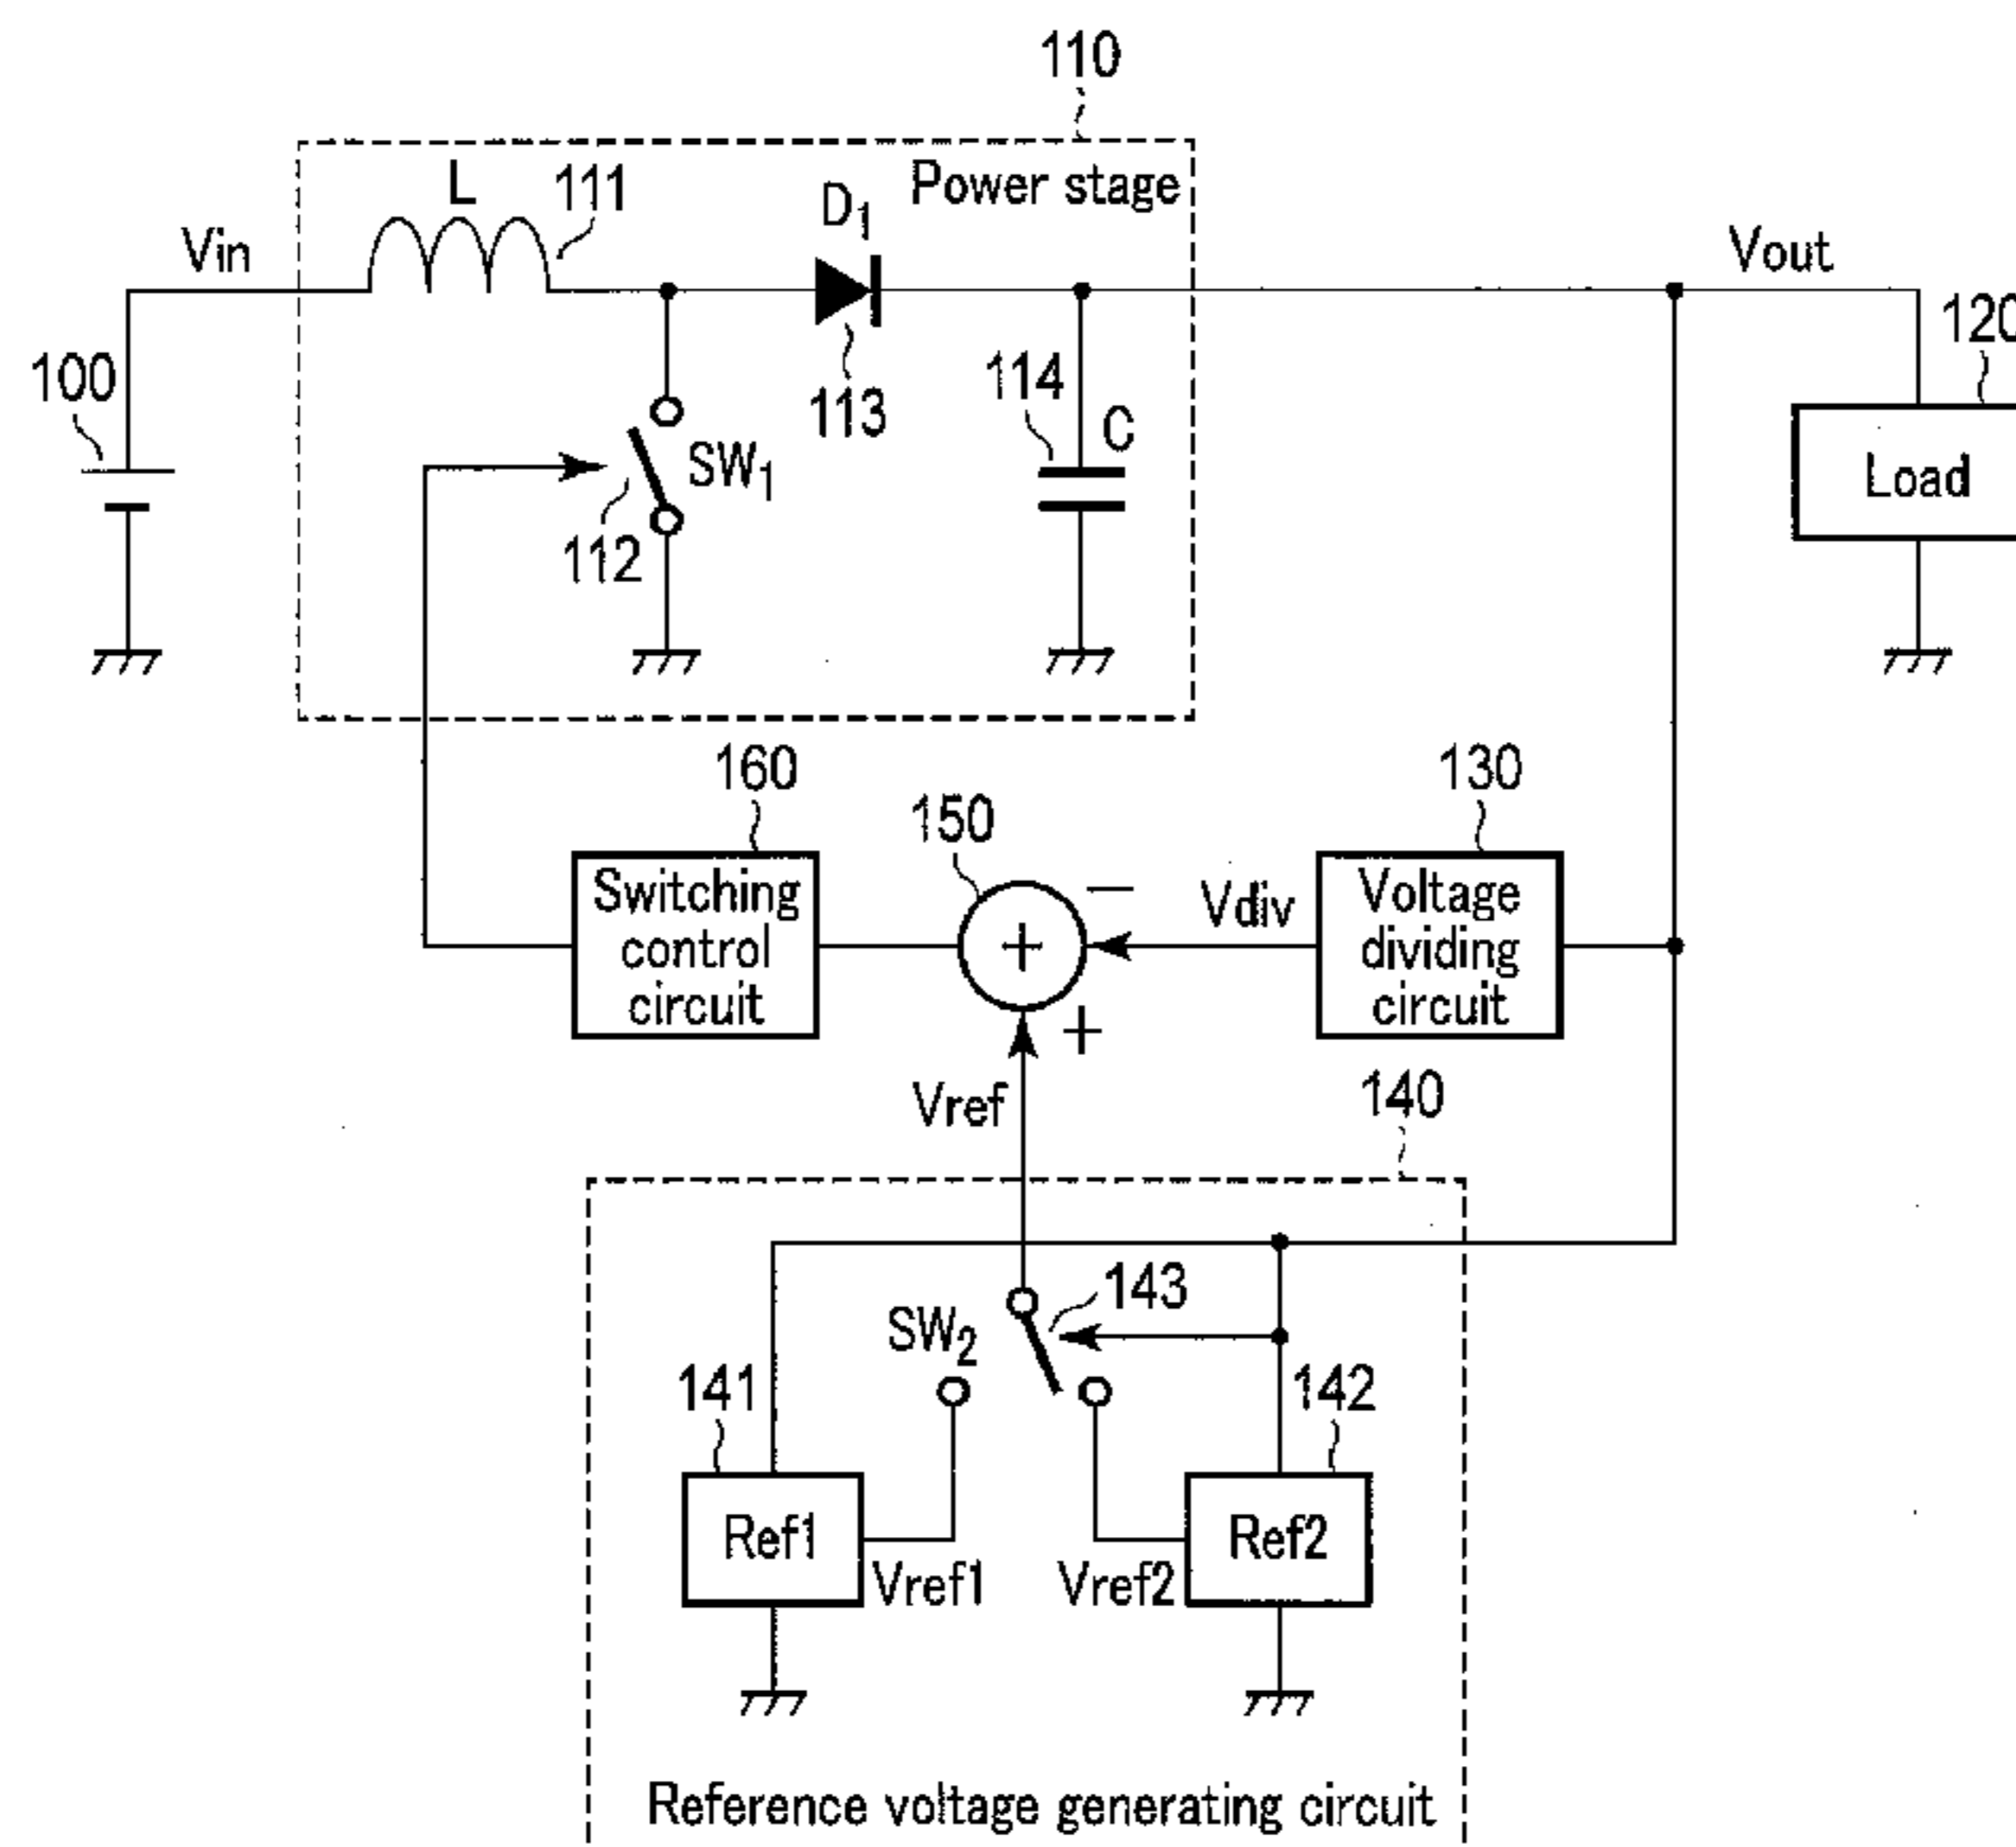 110
L
111
Power stage
D1
Vin
Vout
120
100
114
C
113
SW1
Load
112
160
130
150
Switching
control
circuit
−
Vdiv
Voltage
dividing
circuit
+
+
Vref
140
SW2
143
141
142
Ref1
Ref2
Vref1
Vref2
Reference voltage generating circuit